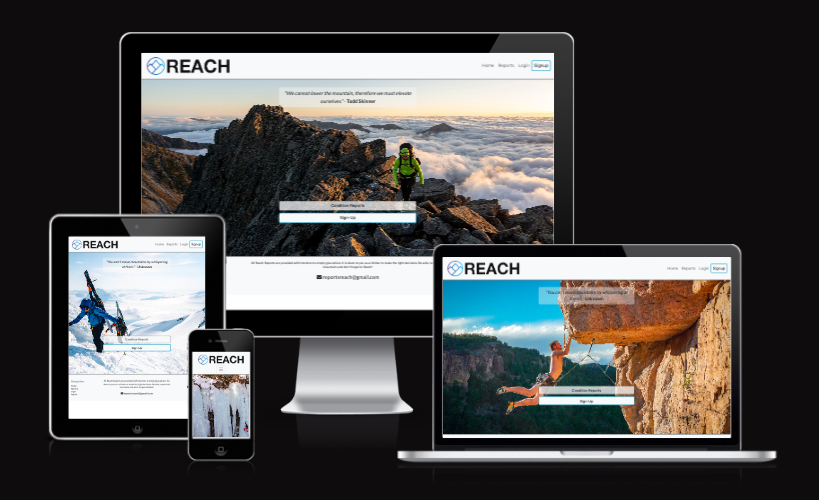 REACH
Home Reports Login Signup
"We cannot lower the mountain, therefore we must elevate
ourselves" - Todd Skinner
Condition Reports
Sign-Up
reportsreach@gmail.com
REACH
Home Reports Login Signup
"You can't move mountains by whispering
at them" - Unknown
Condition Reports
Sign-Up
REACH
REACH
Home Reports Login Signup
"You can't move mountains by whispering at
them" - Unknown
Condition Reports
Sign-Up